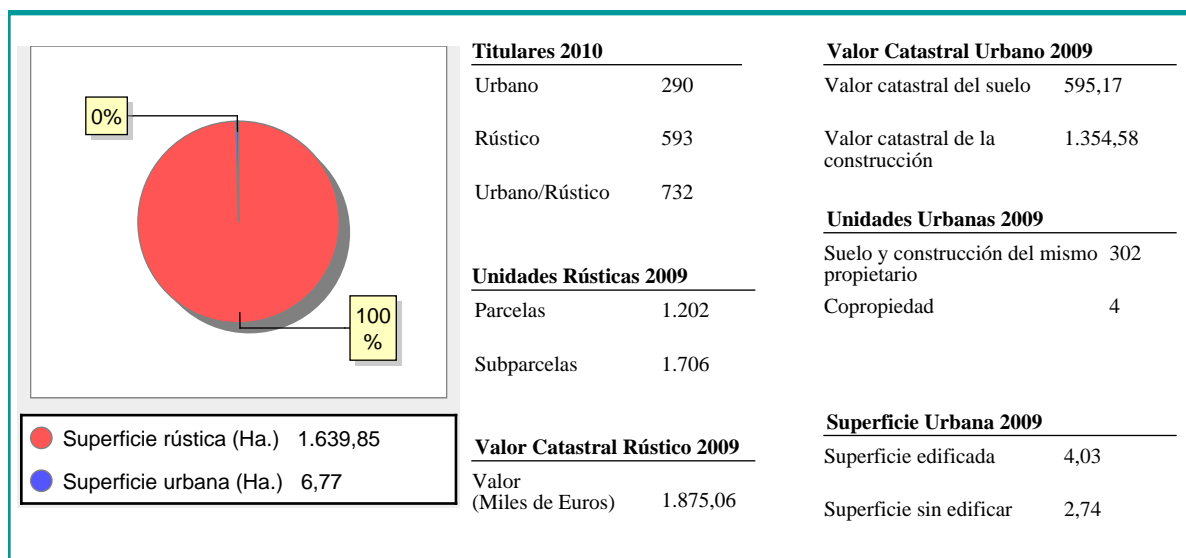 0%
100
%
Superficie rústica (Ha.) 1.639,85
Superficie urbana (Ha.) 6,77
Titulares 2010
Urbano 290
Rústico 593
Urbano/Rústico 732
Unidades Rústicas 2009
Parcelas 1.202
Subparcelas 1.706
Valor Catastral Rústico 2009
Valor
(Miles de Euros) 1.875,06
Valor Catastral Urbano 2009
Valor catastral del suelo 595,17
Valor catastral de la 1.354,58
construcción
Unidades Urbanas 2009
Suelo y construcción del mismo 302
propietario
Copropiedad 4
Superficie Urbana 2009
Superficie edificada 4,03
Superficie sin edificar 2,74